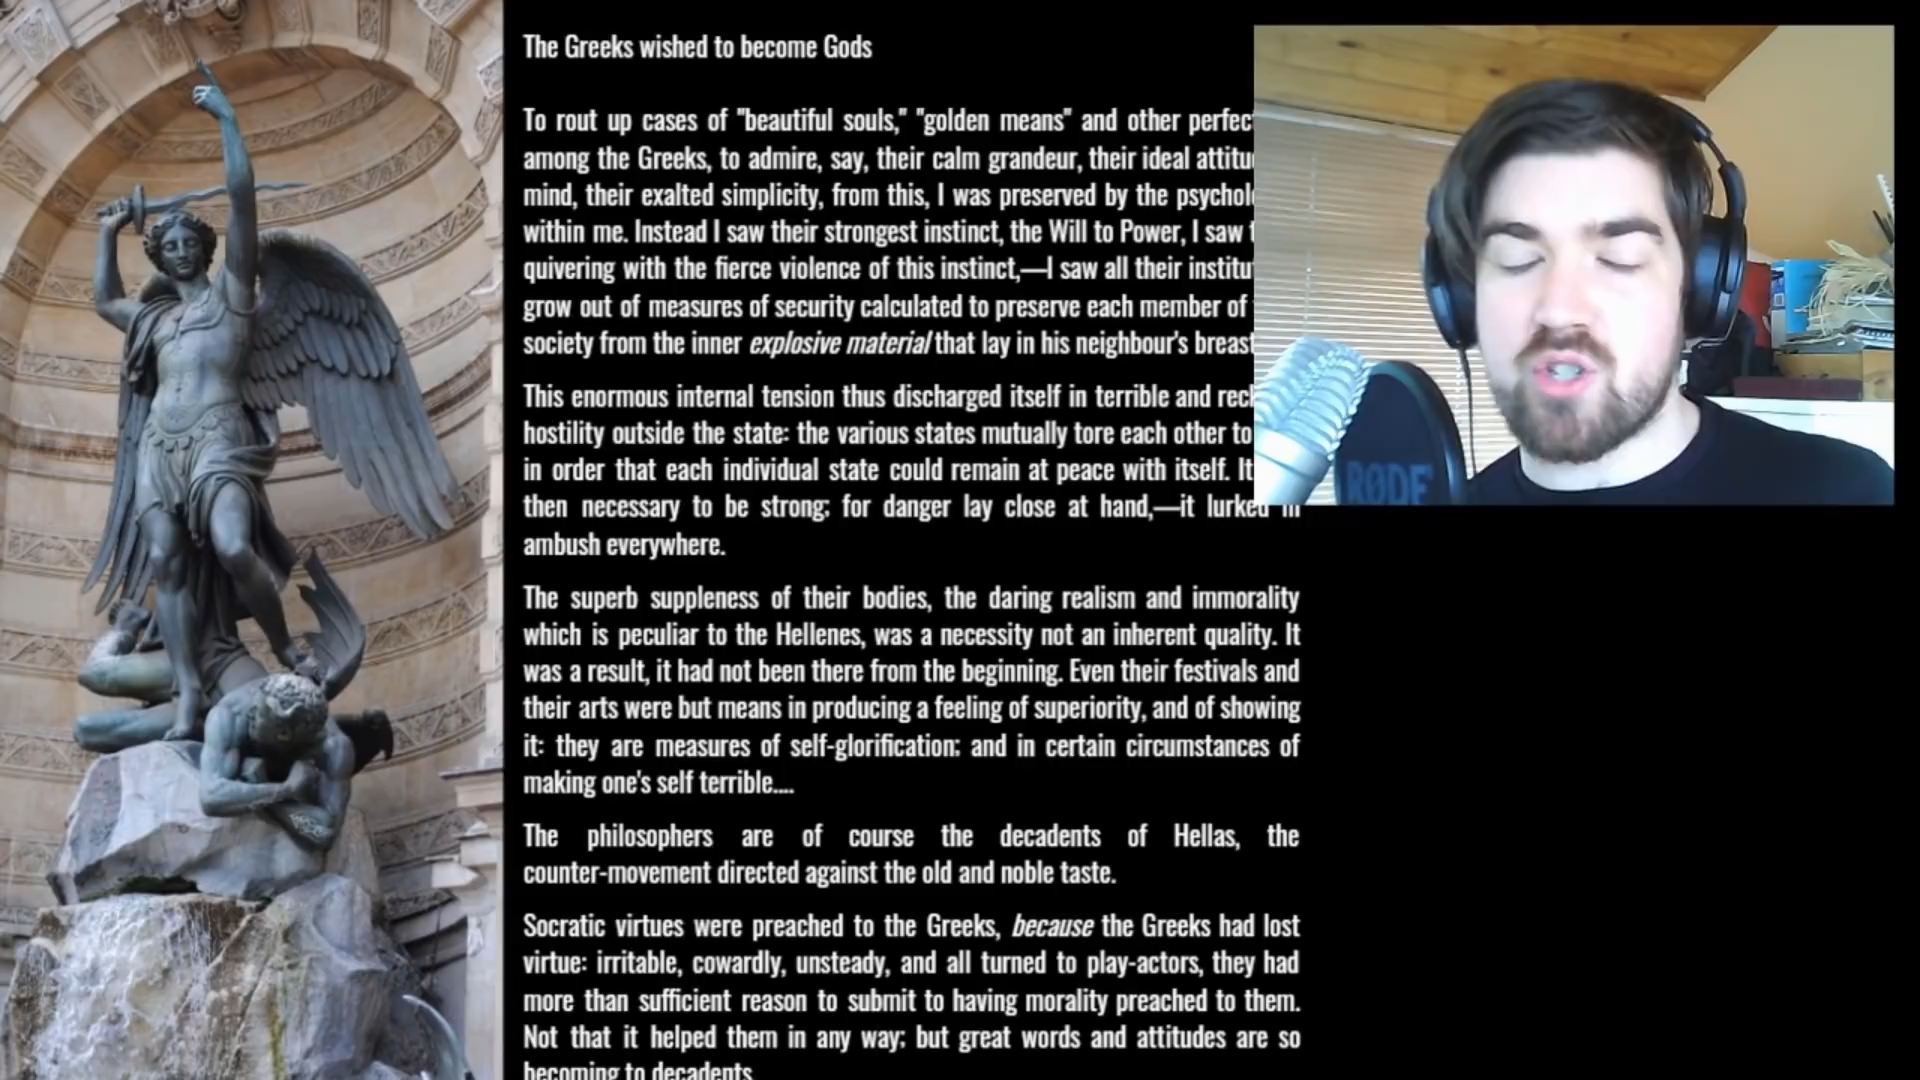 The Greeks wished to become Gods
To rout up cases of "beautiful souls," "golden means" and other
among the Greeks, to admire, say, their calm grandeur, their ideal
mind, their exalted simplicity, from this, I was preserved by the
within me. Instead I saw their strongest instinct, the Will to Power, I saw
quivering with the fierce violence of this instinct,—I saw all their
grow out of measures of security calculated to preserve each member of
society from the inner explosive material that lay in his neighbour's breast
This enormous internal tension thus discharged itself in terrible and
hostility outside the state: the various states mutually tore each other to
in order that each individual state could remain at peace with itself. It
then necessary to be strong; for danger lay close at hand,—it lurked in
ambush everywhere.
The superb suppleness of their bodies, the daring realism and immorality
which is peculiar to the Hellenes, was a necessity not an inherent quality. It
was a result, it had not been there from the beginning. Even their festivals and
their arts were but means in producing a feeling of superiority, and of showing
it: they are measures of self-glorification; and in certain circumstances of
making one's self terrible....
The philosophers are of course the decadents of Hellas, the
counter-movement directed against the old and noble taste.
Socratic virtues were preached to the Greeks, because the Greeks had lost
virtue: irritable, cowardly, unsteady, and all turned to play-actors, they had
more than sufficient reason to submit to having morality preached to them.
Not that it helped them in any way; but great words and attitudes are so
becoming to decadents
RØDE